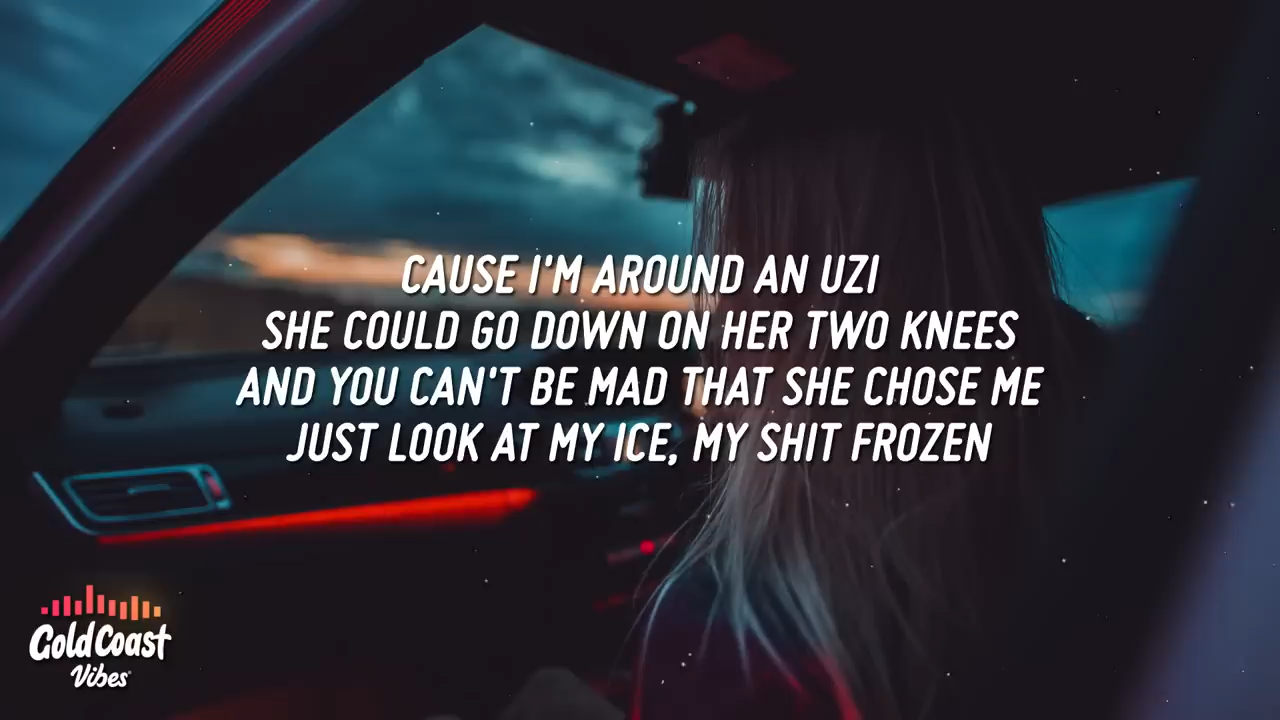 CAUSE I'M AROUND AN UZI
SHE COULD GO DOWN ON HER TWO KNEES
AND YOU CAN'T BE MAD THAT SHE CHOSE ME
JUST LOOK AT MY ICE, MY SHIT FROZEN
Gold Coast
Vibes